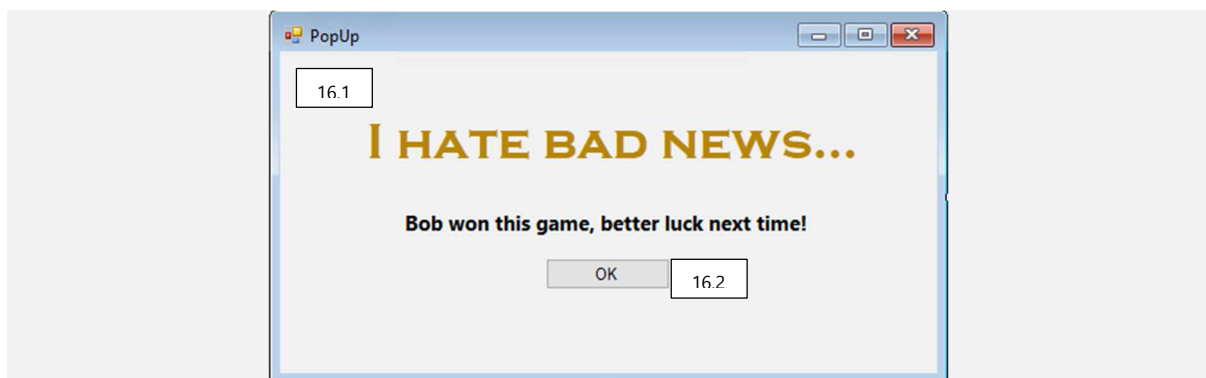 PopUp
16.1
I HATE BAD NEWS...
Bob won this game, better luck next time!
OK
16.2